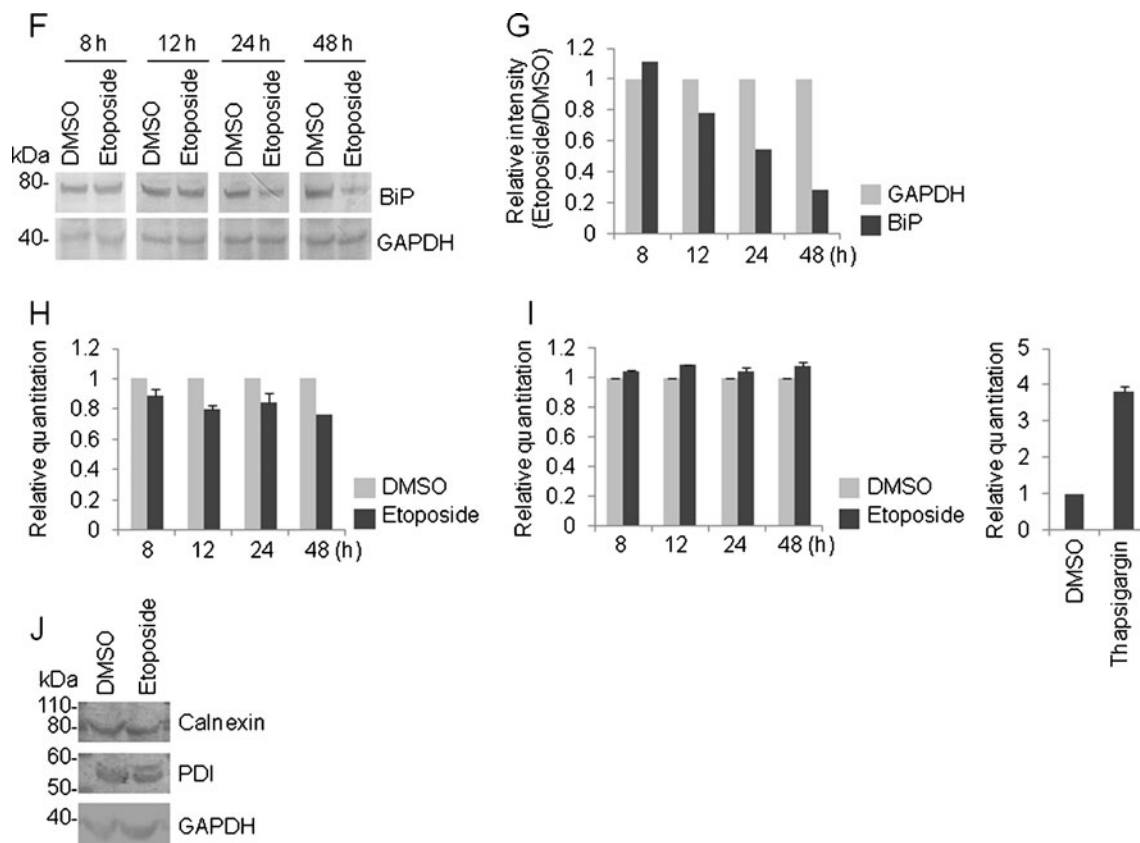 F
8 h 12 h 24 h 48 h
DMSO Etoposide DMSO Etoposide DMSO Etoposide DMSO Etoposide
kDa
80-
BiP
40-
GAPDH
G
Relative intensity
(Etoposide/DMSO)
1.2
1
0.8
0.6
0.4
0.2
0
8 12 24 48 (h)
GAPDH
BiP
H
Relative quantitation
1.2
1
0.8
0.6
0.4
0.2
0
8 12 24 48 (h)
DMSO
Etoposide
I
Relative quantitation
1.2
1
0.8
0.6
0.4
0.2
0
8 12 24 48 (h)
DMSO
Etoposide
Relative quantitation
5
4
3
2
1
0
DMSO
Thapsigargin
J
DMSO Etoposide
kDa
110-
80-
Calnexin
60-
50-
PDI
40-
GAPDH